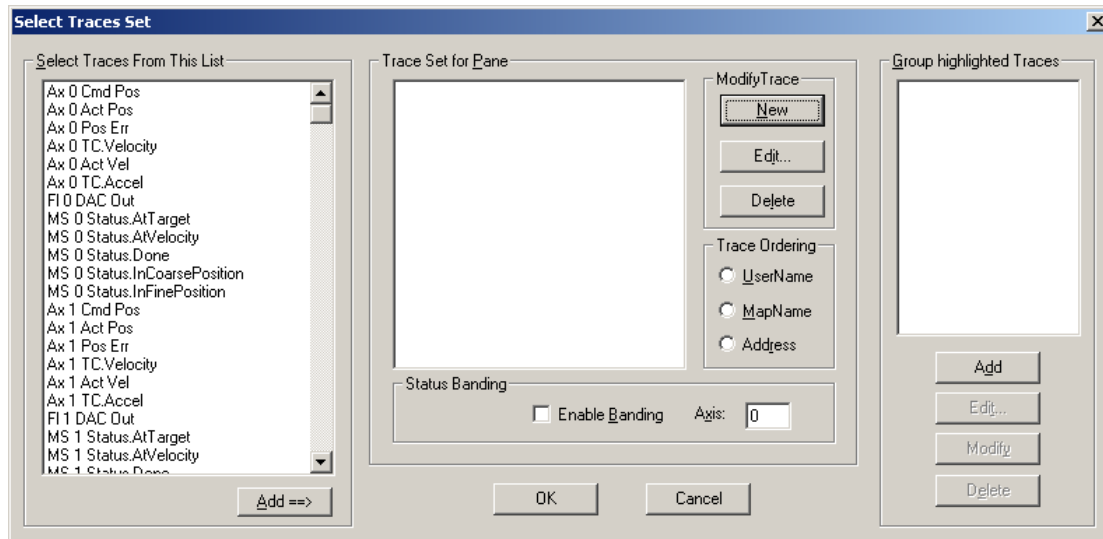 Select Traces Set
Select Traces From This List
Ax 0 Cmd Pos
Ax 0 Act Pos
Ax 0 Pos Err
Ax 0 TC.Velocity
Ax 0 Act Vel
Ax 0 TC.Accel
Fl 0 DAC Out
MS 0 Status.AtTarget
MS 0 Status.AtVelocity
MS 0 Status.Done
MS 0 Status.InCoarsePosition
MS 0 Status.InFinePosition
Ax 1 Cmd Pos
Ax 1 Act Pos
Ax 1 Pos Err
Ax 1 TC.Velocity
Ax 1 Act Vel
Ax 1 TC.Accel
Fl 1 DAC Out
MS 1 Status.AtTarget
MS 1 Status.AtVelocity
MS 1 Status.Done
Add ==>
Trace Set for Pane
ModifyTrace
New
Edit...
Delete
Trace Ordering
UserName
MapName
Address
Status Banding
Enable Banding
Axis:
0
OK
Cancel
Group highlighted Traces
Add
Edit...
Modify
Delete